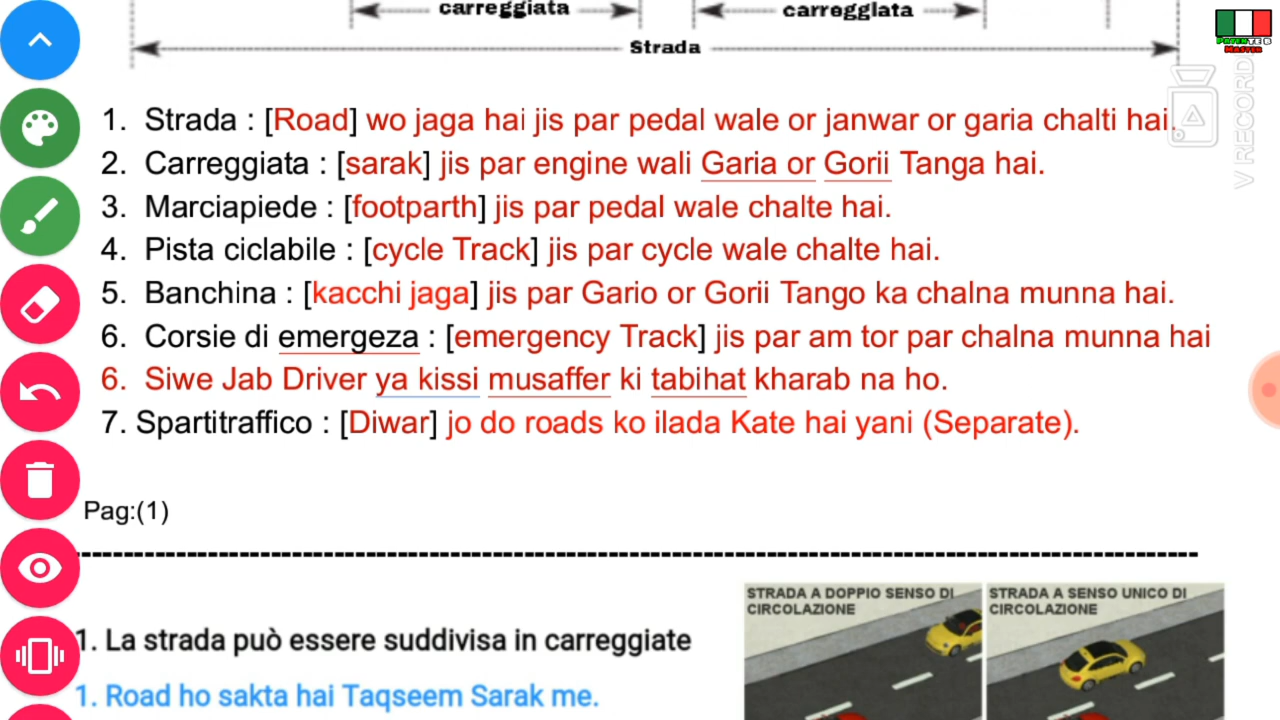 carreggiata carreggiata
Strada
PATENTE B
MASTER
V RECORD
1. Strada : [Road] wo jaga hai jis par pedal wale or janwar or garia chalti hai.
2. Carreggiata : [sarak] jis par engine wali Garia or Gorii Tanga hai.
3. Marciapiede : [footparth] jis par pedal wale chalte hai.
4. Pista ciclabile : [cycle Track] jis par cycle wale chalte hai.
5. Banchina : [kacchi jaga] jis par Gario or Gorii Tango ka chalna munna hai.
6. Corsie di emergeza : [emergency Track] jis par am tor par chalna munna hai
6. Siwe Jab Driver ya kissi musaffer ki tabihat kharab na ho.
7. Spartitraffico : [Diwar] jo do roads ko ilada Kate hai yani (Separate).
Pag:(1)
STRADA A DOPPIO SENSO DI CIRCOLAZIONE
STRADA A SENSO UNICO DI CIRCOLAZIONE
1. La strada può essere suddivisa in carreggiate
1. Road ho sakta hai Taqseem Sarak me.